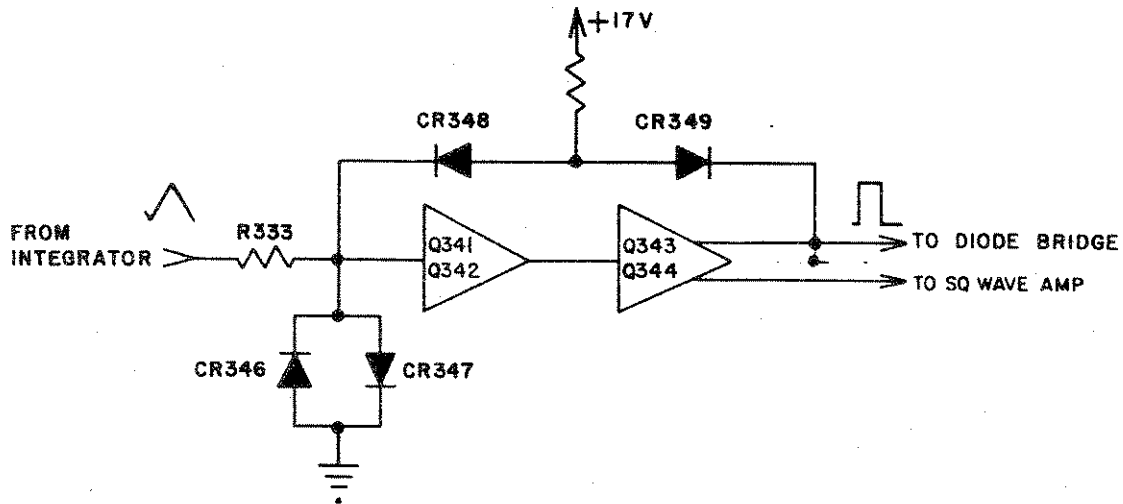 +17V
CR348
CR349
FROM
INTEGRATOR
R333
Q341
Q342
Q343
Q344
TO DIODE BRIDGE
TO SQ WAVE AMP
CR346
CR347